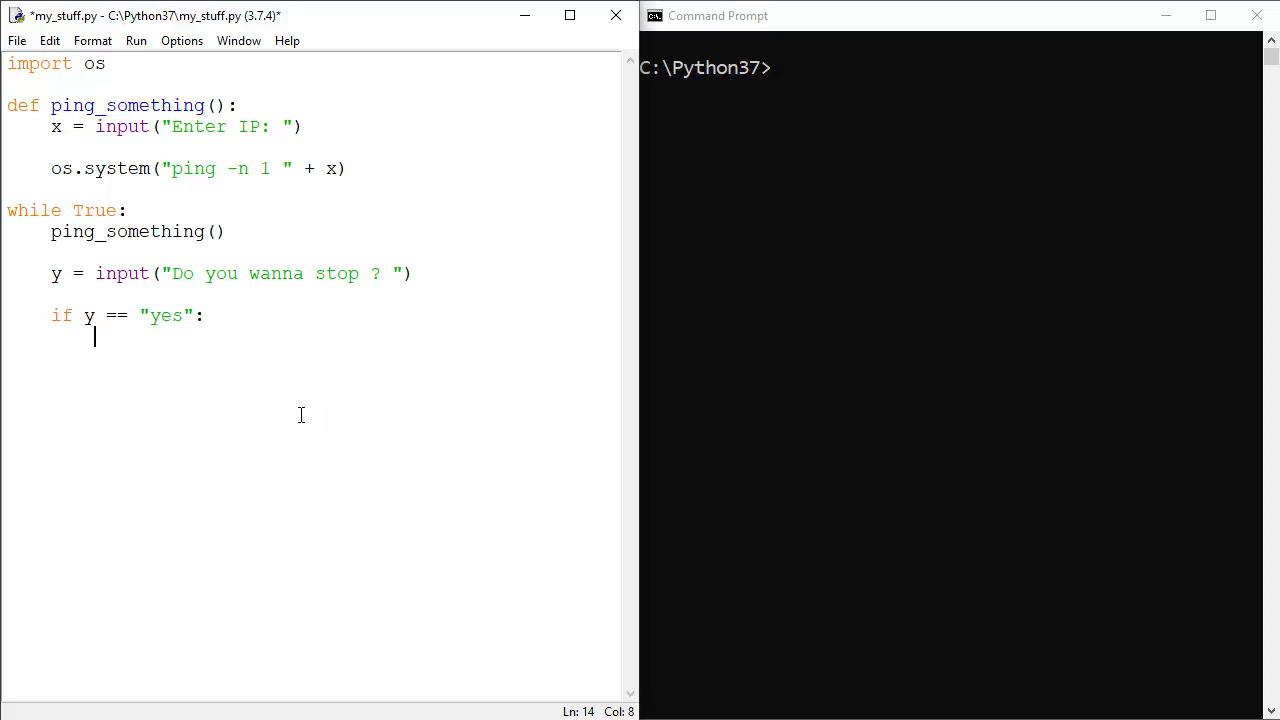 *my_stuff.py - C:\Python37\my_stuff.py (3.7.4)*
File Edit Format Run Options Window Help
import os
def ping_something():
    x = input("Enter IP: ")
    os.system("ping -n 1 " + x)
while True:
    ping_something()
    y = input("Do you wanna stop ? ")
    if y == "yes":
Ln: 14 Col: 8
Command Prompt
C:\Python37>